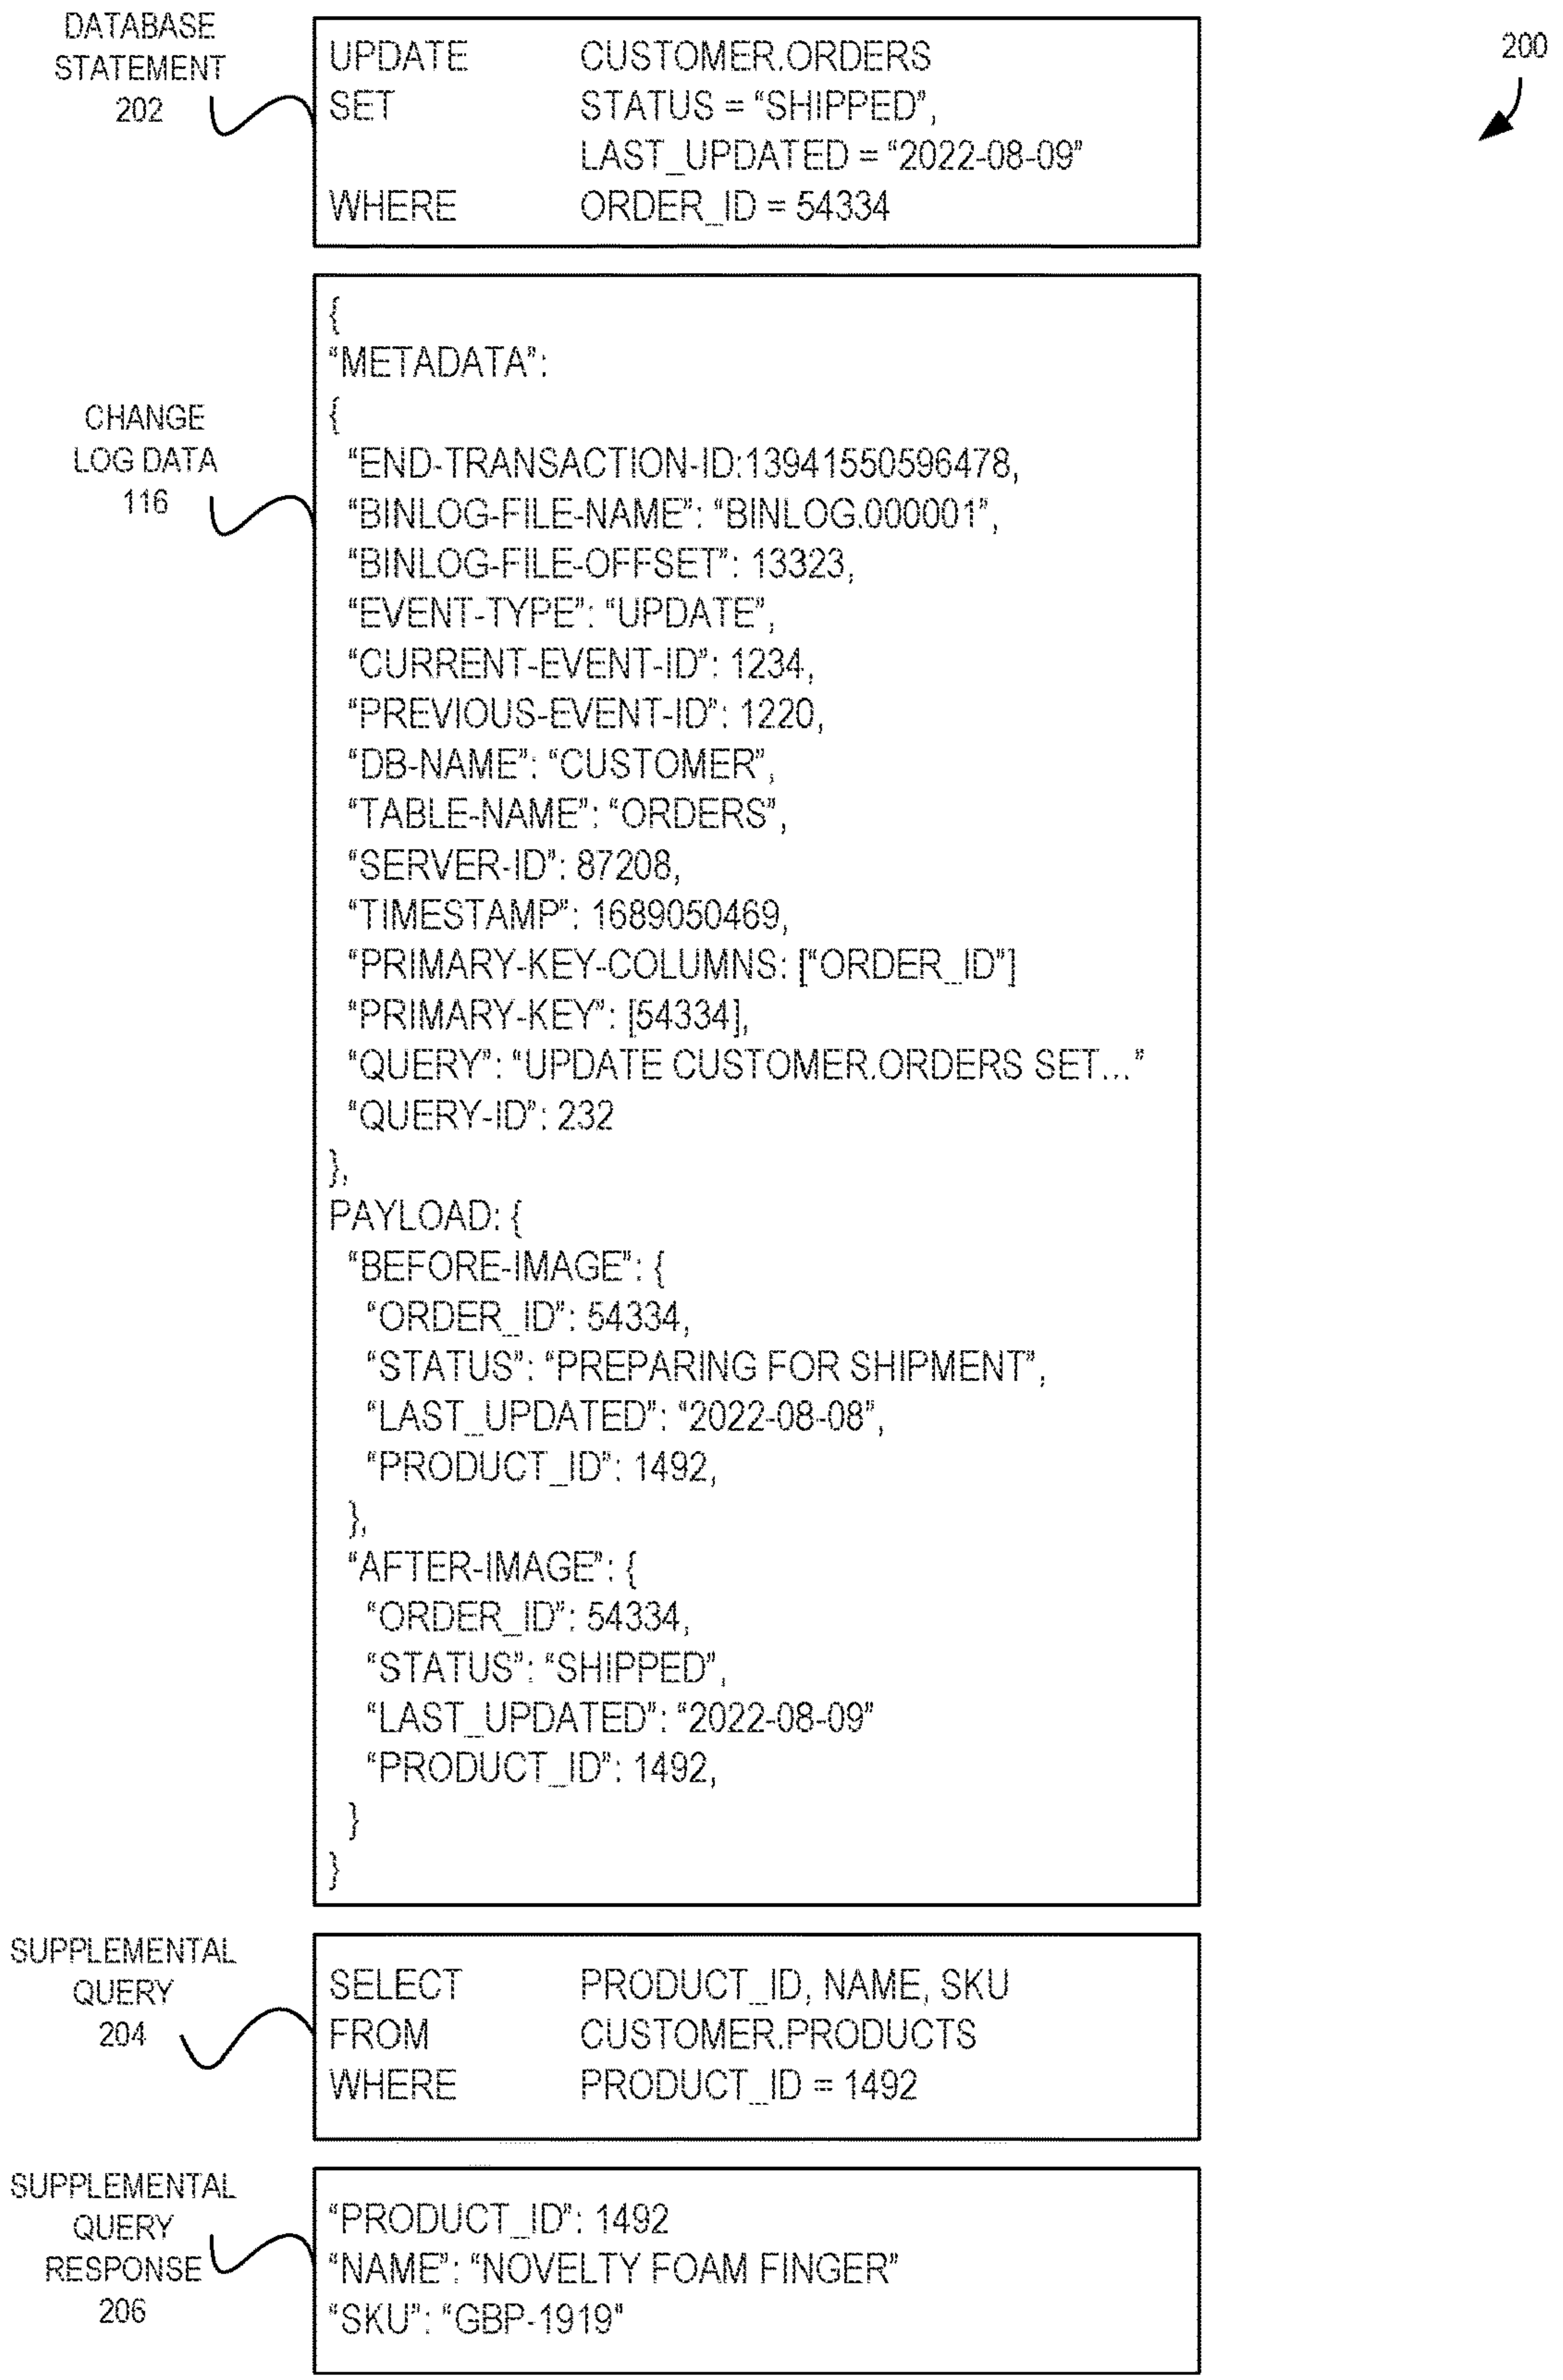 DATABASE
STATEMENT
202
UPDATE CUSTOMER.ORDERS
SET STATUS = “SHIPPED”,
LAST_UPDATED = “2022-08-09”
WHERE ORDER_ID = 54334
200
CHANGE
LOG DATA
116
{
“METADATA”:
{
“END-TRANSACTION-ID:13941550596478,
“BINLOG-FILE-NAME”: “BINLOG.000001”,
“BINLOG-FILE-OFFSET”: 13323,
“EVENT-TYPE”: “UPDATE”,
“CURRENT-EVENT-ID”: 1234,
“PREVIOUS-EVENT-ID”: 1220,
“DB-NAME”: “CUSTOMER”,
“TABLE-NAME”: “ORDERS”,
“SERVER-ID”: 87208,
“TIMESTAMP”: 1689050469,
“PRIMARY-KEY-COLUMNS: [“ORDER_ID”]
“PRIMARY-KEY”: [54334],
“QUERY”: “UPDATE CUSTOMER.ORDERS SET...”
“QUERY-ID”: 232
},
PAYLOAD: {
“BEFORE-IMAGE”: {
“ORDER_ID”: 54334,
“STATUS”: “PREPARING FOR SHIPMENT”,
“LAST_UPDATED”: “2022-08-08”,
“PRODUCT_ID”: 1492,
},
“AFTER-IMAGE”: {
“ORDER_ID”: 54334,
“STATUS”: “SHIPPED”,
“LAST_UPDATED”: “2022-08-09”
“PRODUCT_ID”: 1492,
}
}
SUPPLEMENTAL
QUERY
204
SELECT PRODUCT_ID, NAME, SKU
FROM CUSTOMER.PRODUCTS
WHERE PRODUCT_ID = 1492
SUPPLEMENTAL
QUERY
RESPONSE
206
“PRODUCT_ID”: 1492
“NAME”: “NOVELTY FOAM FINGER”
“SKU”: “GBP-1919”